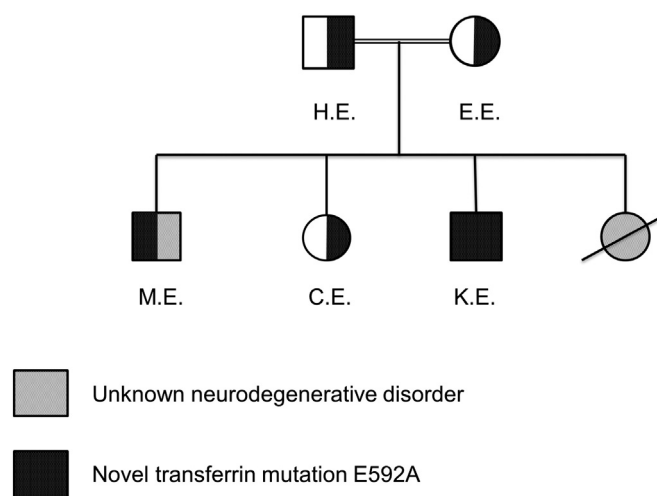 H.E. E.E.
M.E. C.E. K.E.
Unknown neurodegenerative disorder
Novel transferrin mutation E592A